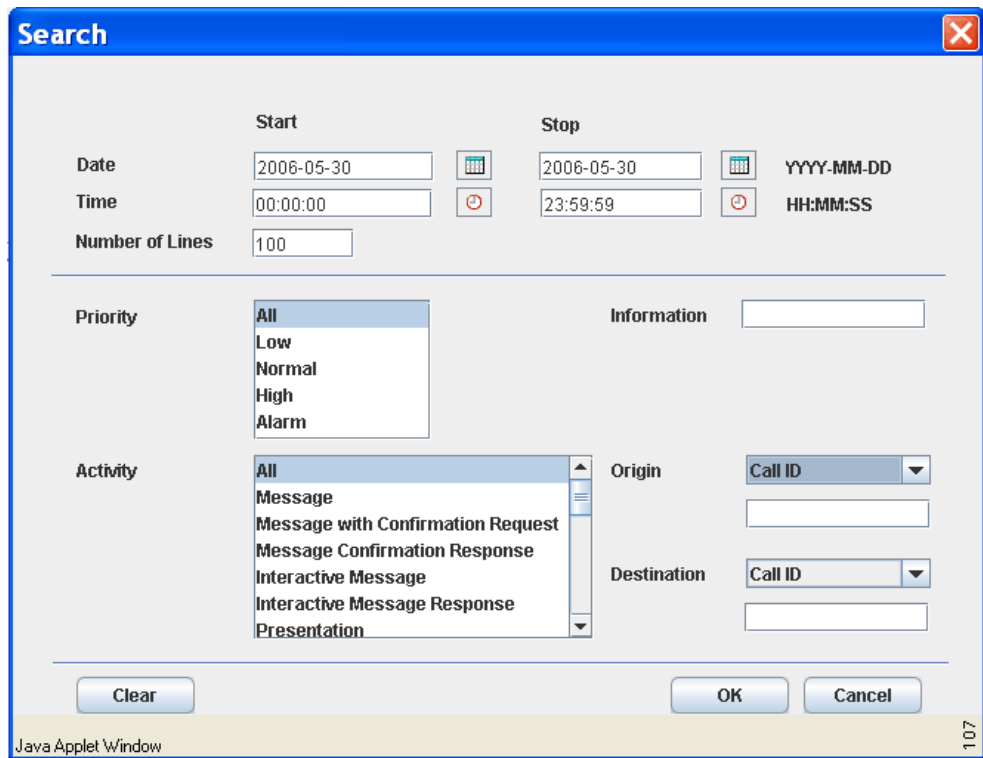 Search
Start Stop
Date 2006-05-30 2006-05-30 YYYY-MM-DD
Time 00:00:00 23:59:59 HH:MM:SS
Number of Lines 100
Priority All Information
Low
Normal
High
Alarm
Activity All Origin Call ID
Message
Message with Confirmation Request
Message Confirmation Response
Interactive Message Destination Call ID
Interactive Message Response
Presentation
Clear OK Cancel
Java Applet Window 107